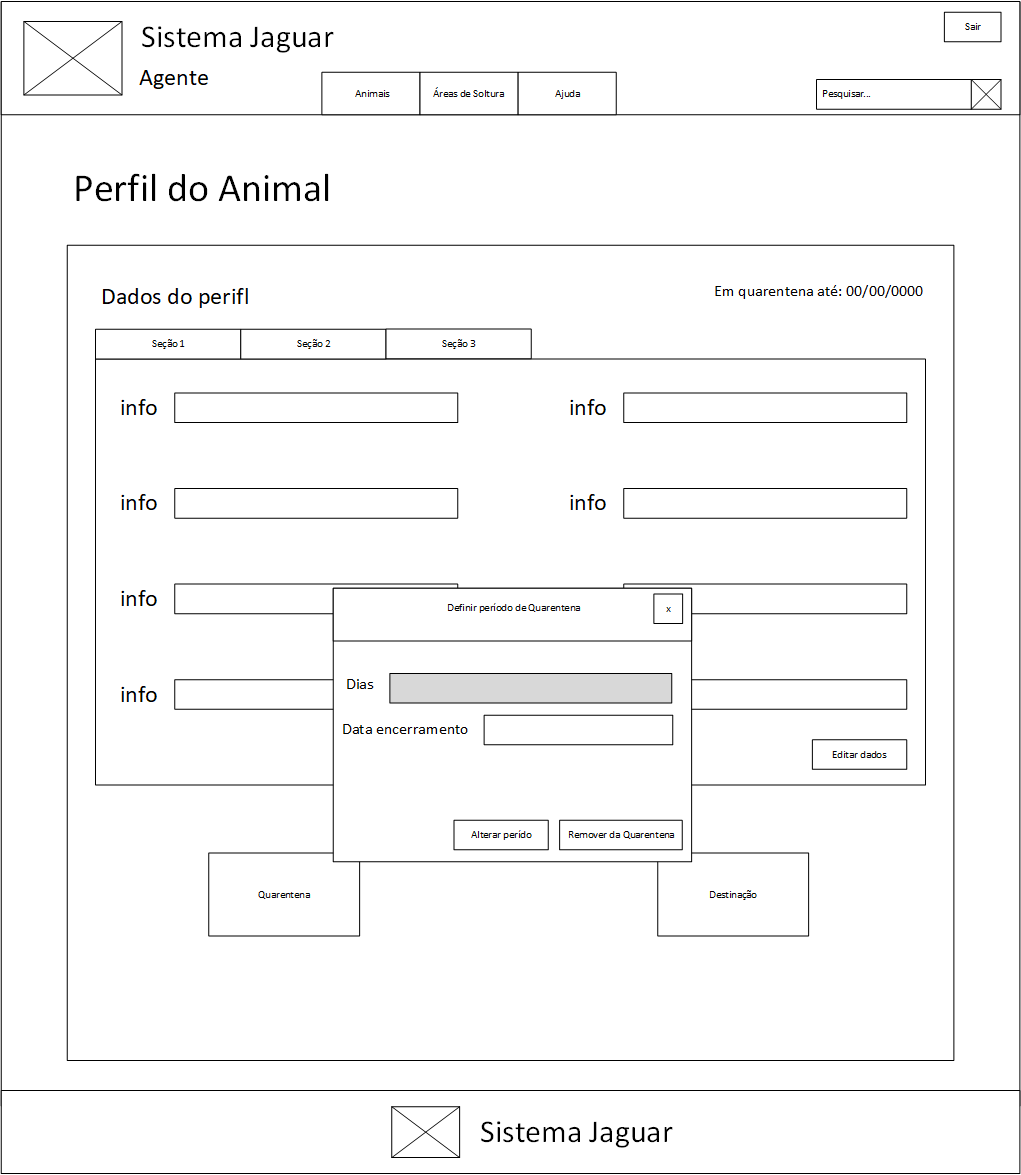 Sistema Jaguar
Sair
Agente
Animais
Áreas de Soltura
Ajuda
Pesquisar...
Perfil do Animal
Dados do perifl
Em quarentena até: 00/00/0000
Seção 1
Seção 2
Seção 3
info
info
info
info
info
info
Definir período de Quarentena
x
Dias
Data encerramento
Editar dados
Alterar perído
Remover da Quarentena
Quarentena
Destinação
Sistema Jaguar